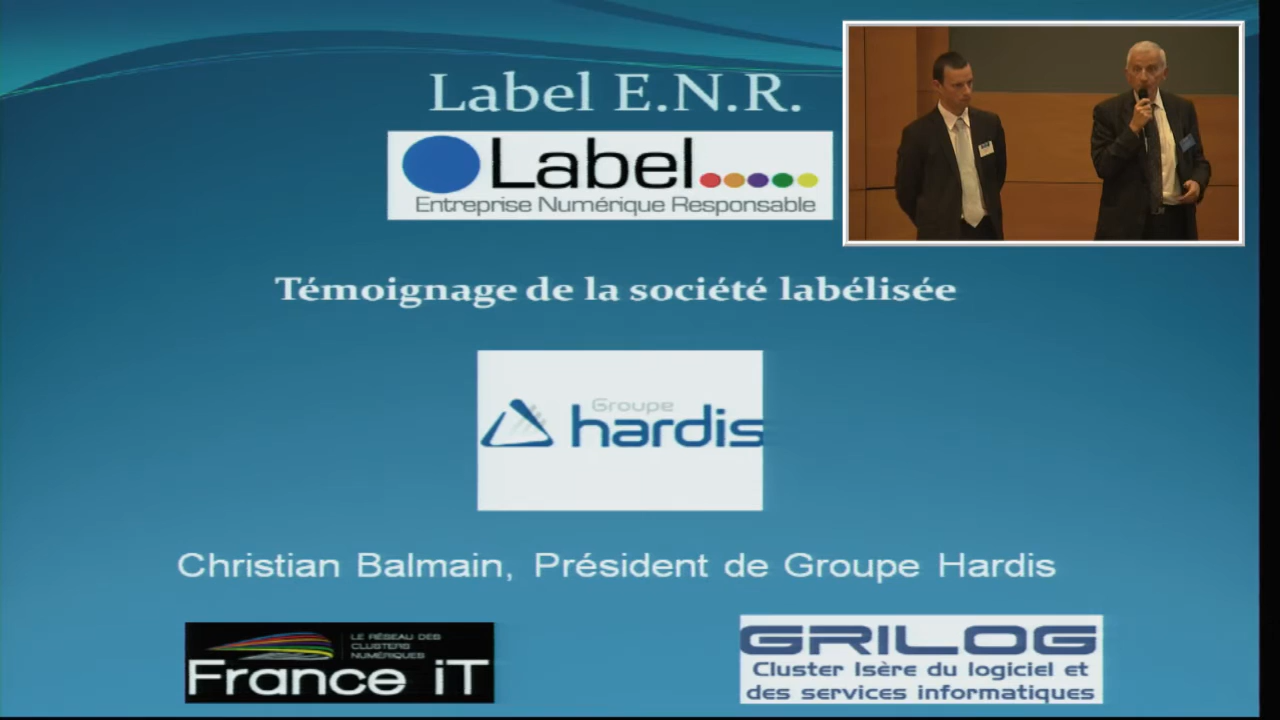 Label E.N.R.
Label
Entreprise Numérique Responsable
Témoignage de la société labélisée
Groupe
hardis
Christian Balmain, Président de Groupe Hardis
LE RÉSEAU DES
CLUSTERS
NUMÉRIQUES
France iT
GRILOG
Cluster Isère du logiciel et
des services informatiques